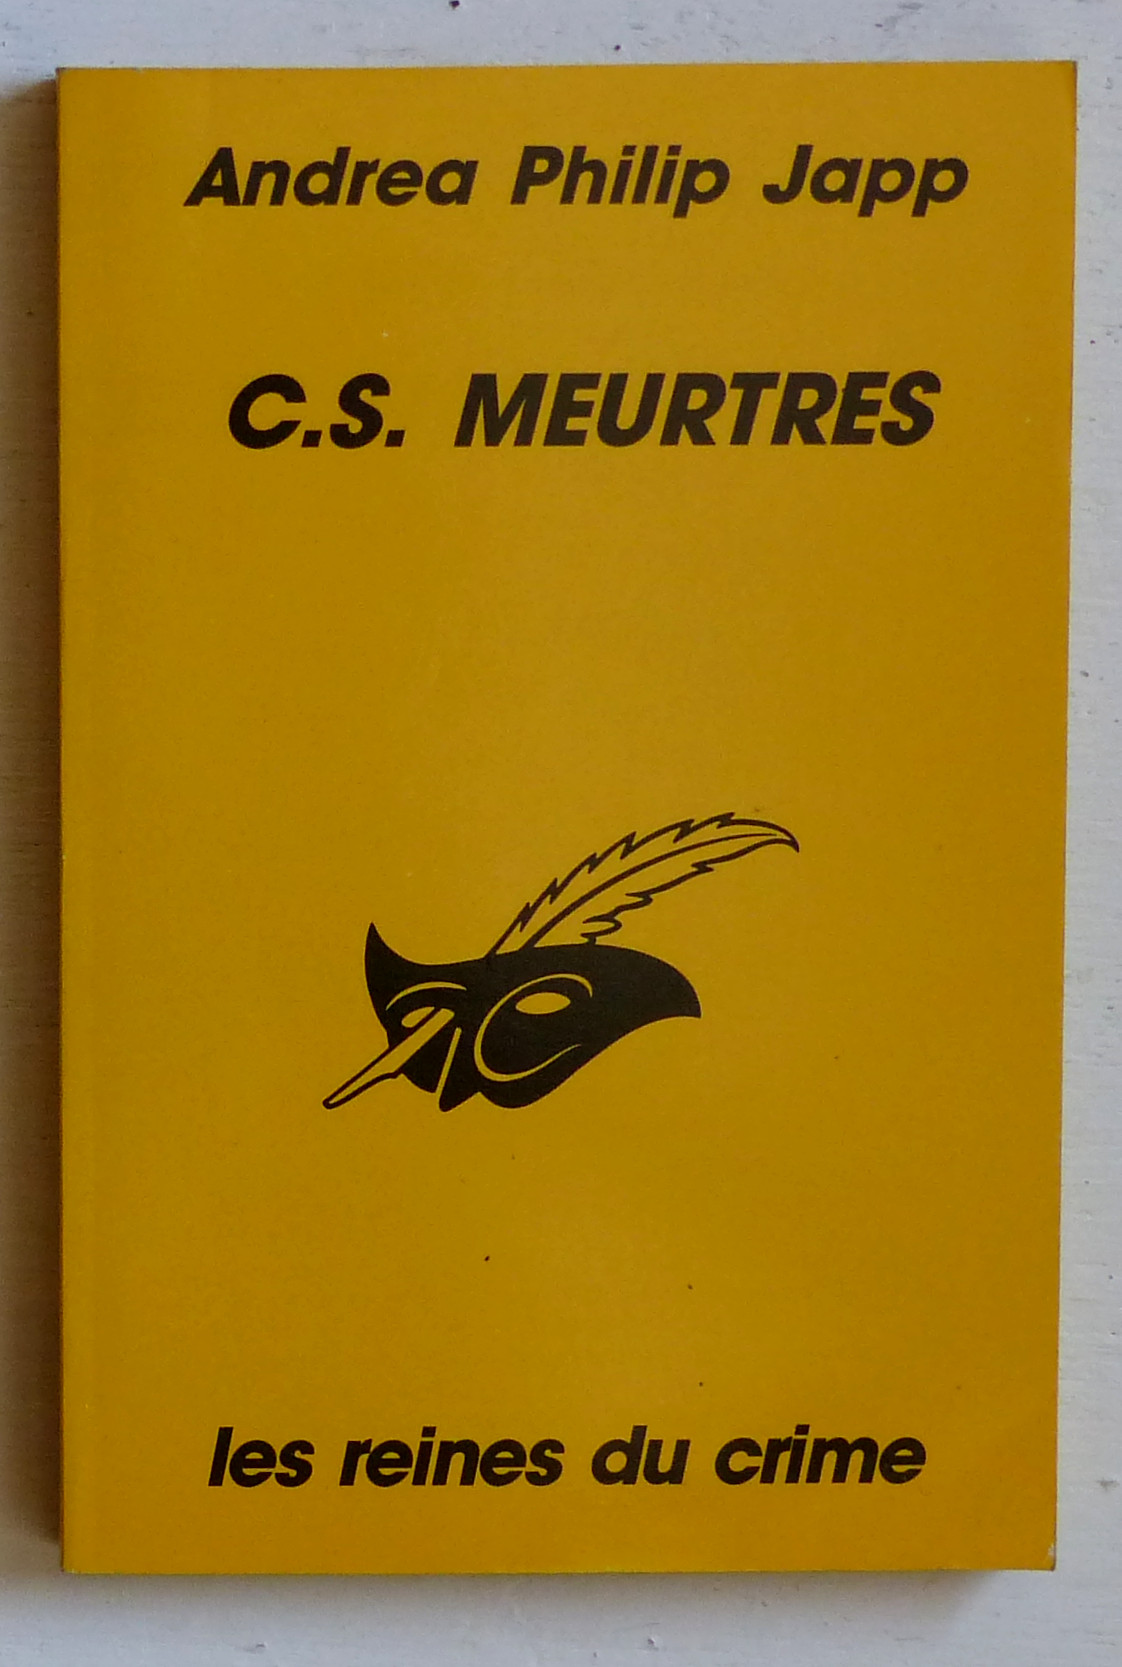 Andrea Philip Japp
C.S. MEURTRES
les reines du crime